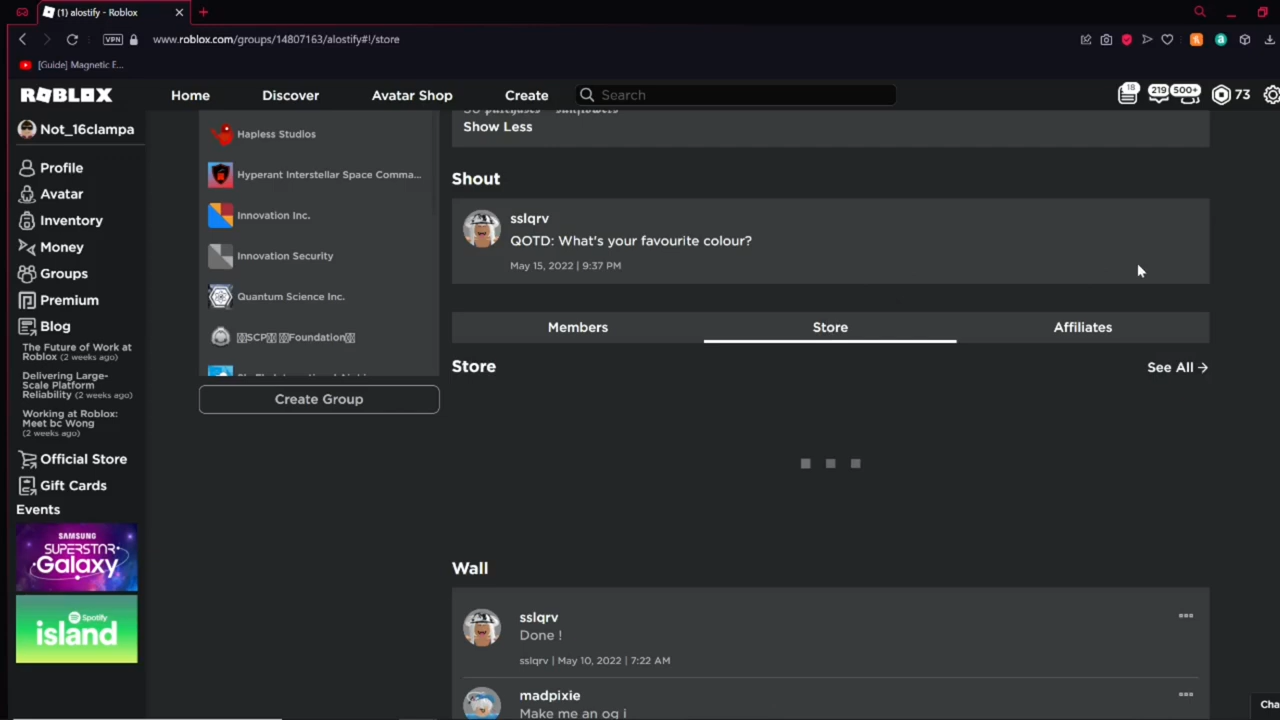 (1) alostify - Roblox
VPN
www.roblox.com/groups/14807163/alostify#!/store
[Guide] Magnetic F...
ROBLOX
Home
Discover
Avatar Shop
Create
Search
18
219
500+
73
Not_16clampa
Profile
Avatar
Inventory
Money
Groups
Premium
Blog
The Future of Work at
Roblox (2 weeks ago)
Delivering Large-
Scale Platform
Reliability (2 weeks ago)
Working at Roblox:
Meet bc Wong
(2 weeks ago)
Official Store
Gift Cards
Events
SAMSUNG
SUPERSTAR
Galaxy
Spotify
island
Hapless Studios
Hyperant Interstellar Space Comma...
Innovation Inc.
Innovation Security
Quantum Science Inc.
SCP Foundation
Create Group
Show Less
Shout
sslqrv
QOTD: What's your favourite colour?
May 15, 2022 | 9:37 PM
Members
Store
Affiliates
Store
See All →
Wall
sslqrv
Done !
sslqrv | May 10, 2022 | 7:22 AM
madpixie
Make me an og i
Cha